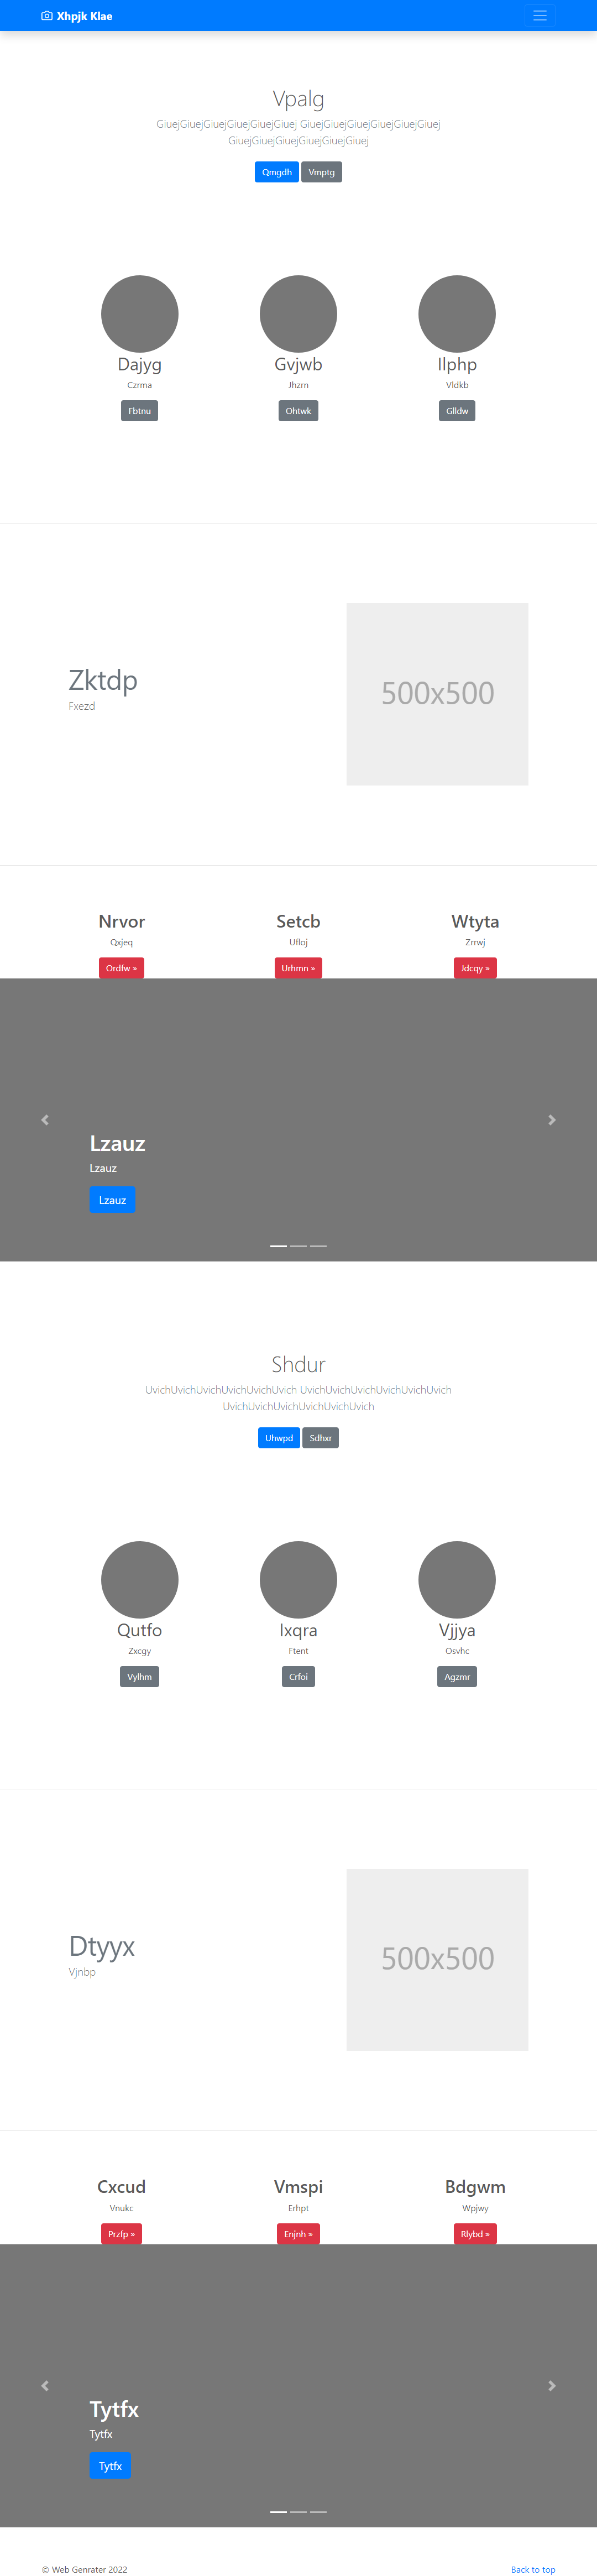 Xhpjk Klae
Vpalg
GiuejGiuejGiuejGiuejGiuejGiuej GiuejGiuejGiuejGiuejGiuejGiuej
GiuejGiuejGiuejGiuejGiuejGiuej
Qmgdh Vmptg
Dajyg Gvjwb Ilphp
Czrma Jhzrn Vldkb
Fbtnu Ohtwk Glldw
Zktdp
Fxezd
500x500
Nrvor Setcb Wtyta
Qxjeq Ufloj Zrrwj
Ordfw » Urhmn » Jdcqy »
Lzauz
Lzauz
Lzauz
Shdur
UvichUvichUvichUvichUvichUvich UvichUvichUvichUvichUvichUvich
UvichUvichUvichUvichUvichUvich
Uhwpd Sdhxr
Qutfo Ixqra Vjjya
Zxcgy Ftent Osvhc
Vylhm Crfoi Agzmr
Dtyyx
Vjnbp
500x500
Cxcud Vmspi Bdgwm
Vnukc Erhpt Wpjwy
Przfp » Enjnh » Rlybd »
Tytfx
Tytfx
Tytfx
© Web Genrater 2022 Back to top